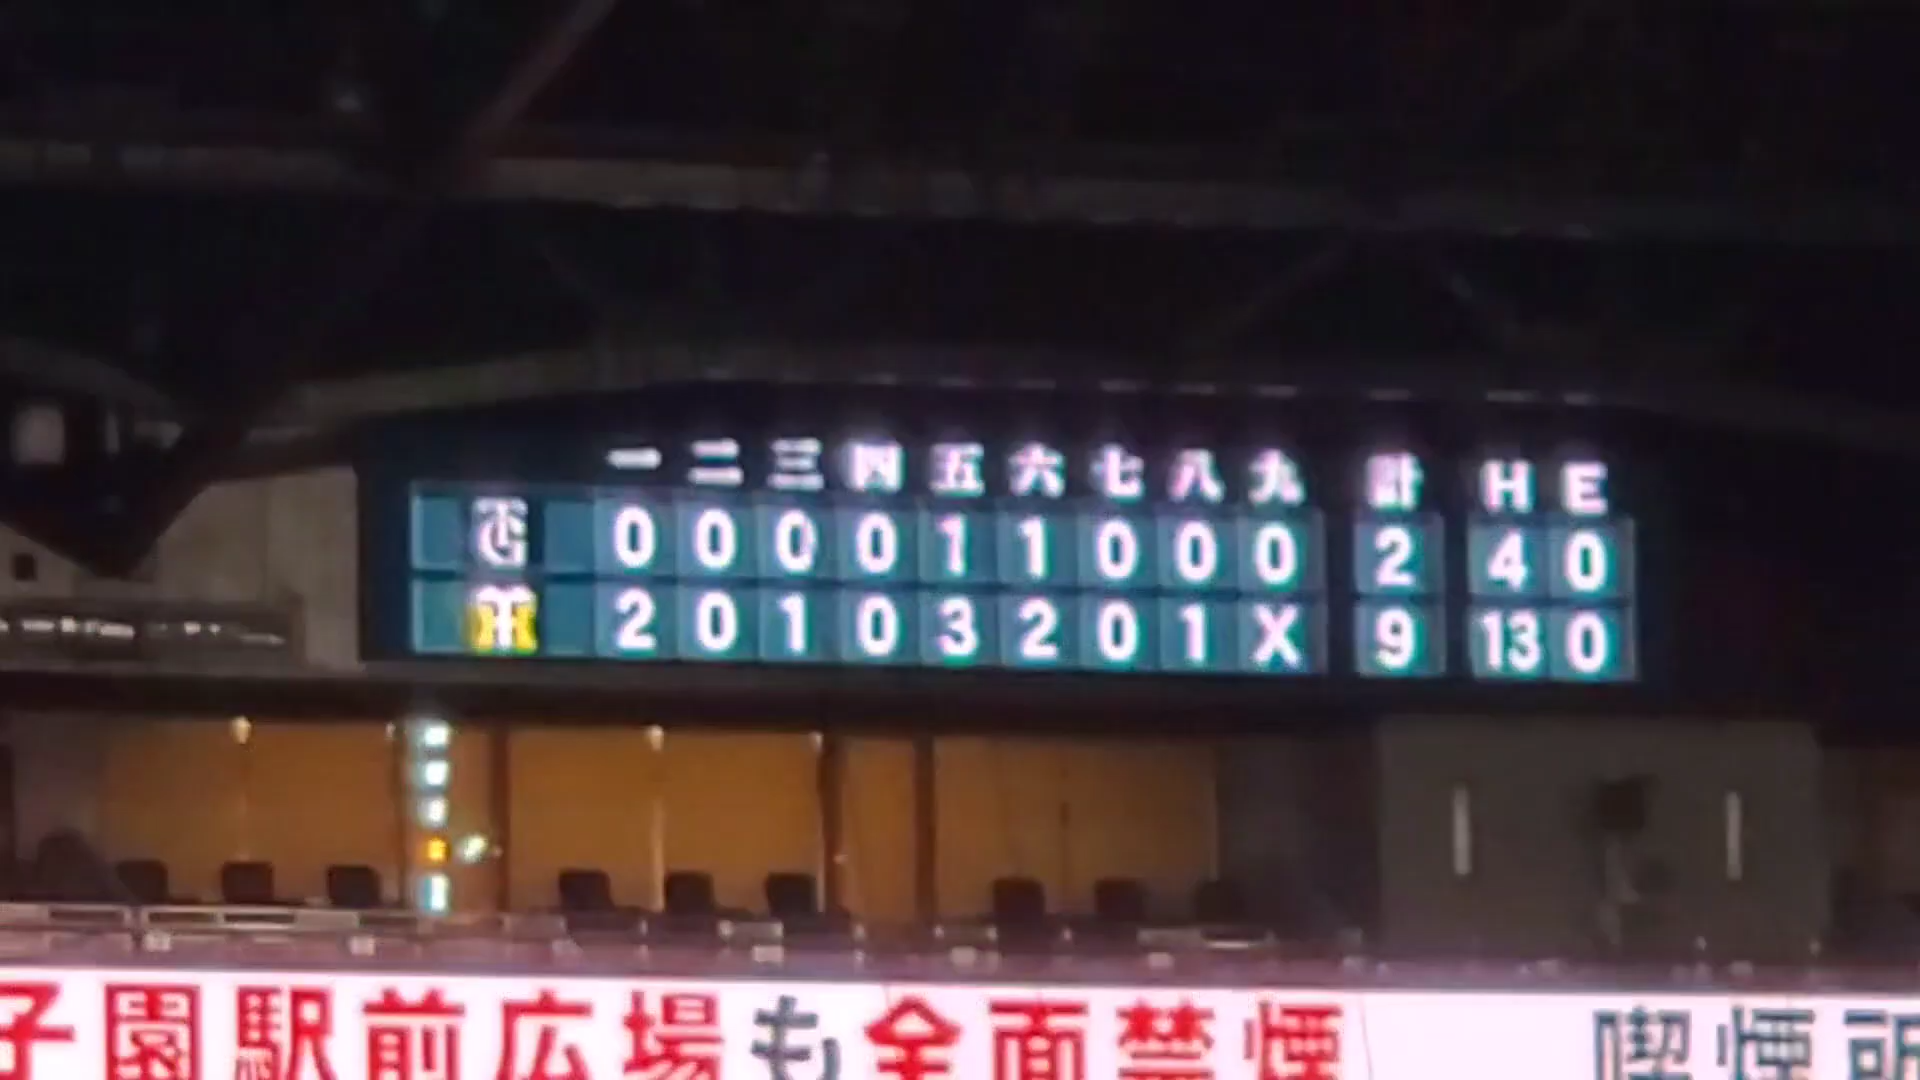 一 二 三 四 五 六 七 八 九 計 H E
0 0 0 0 1 1 0 0 0 2 4 0
2 0 1 0 3 2 0 1 X 9 13 0
子園駅前広場も全面禁煙 喫煙所